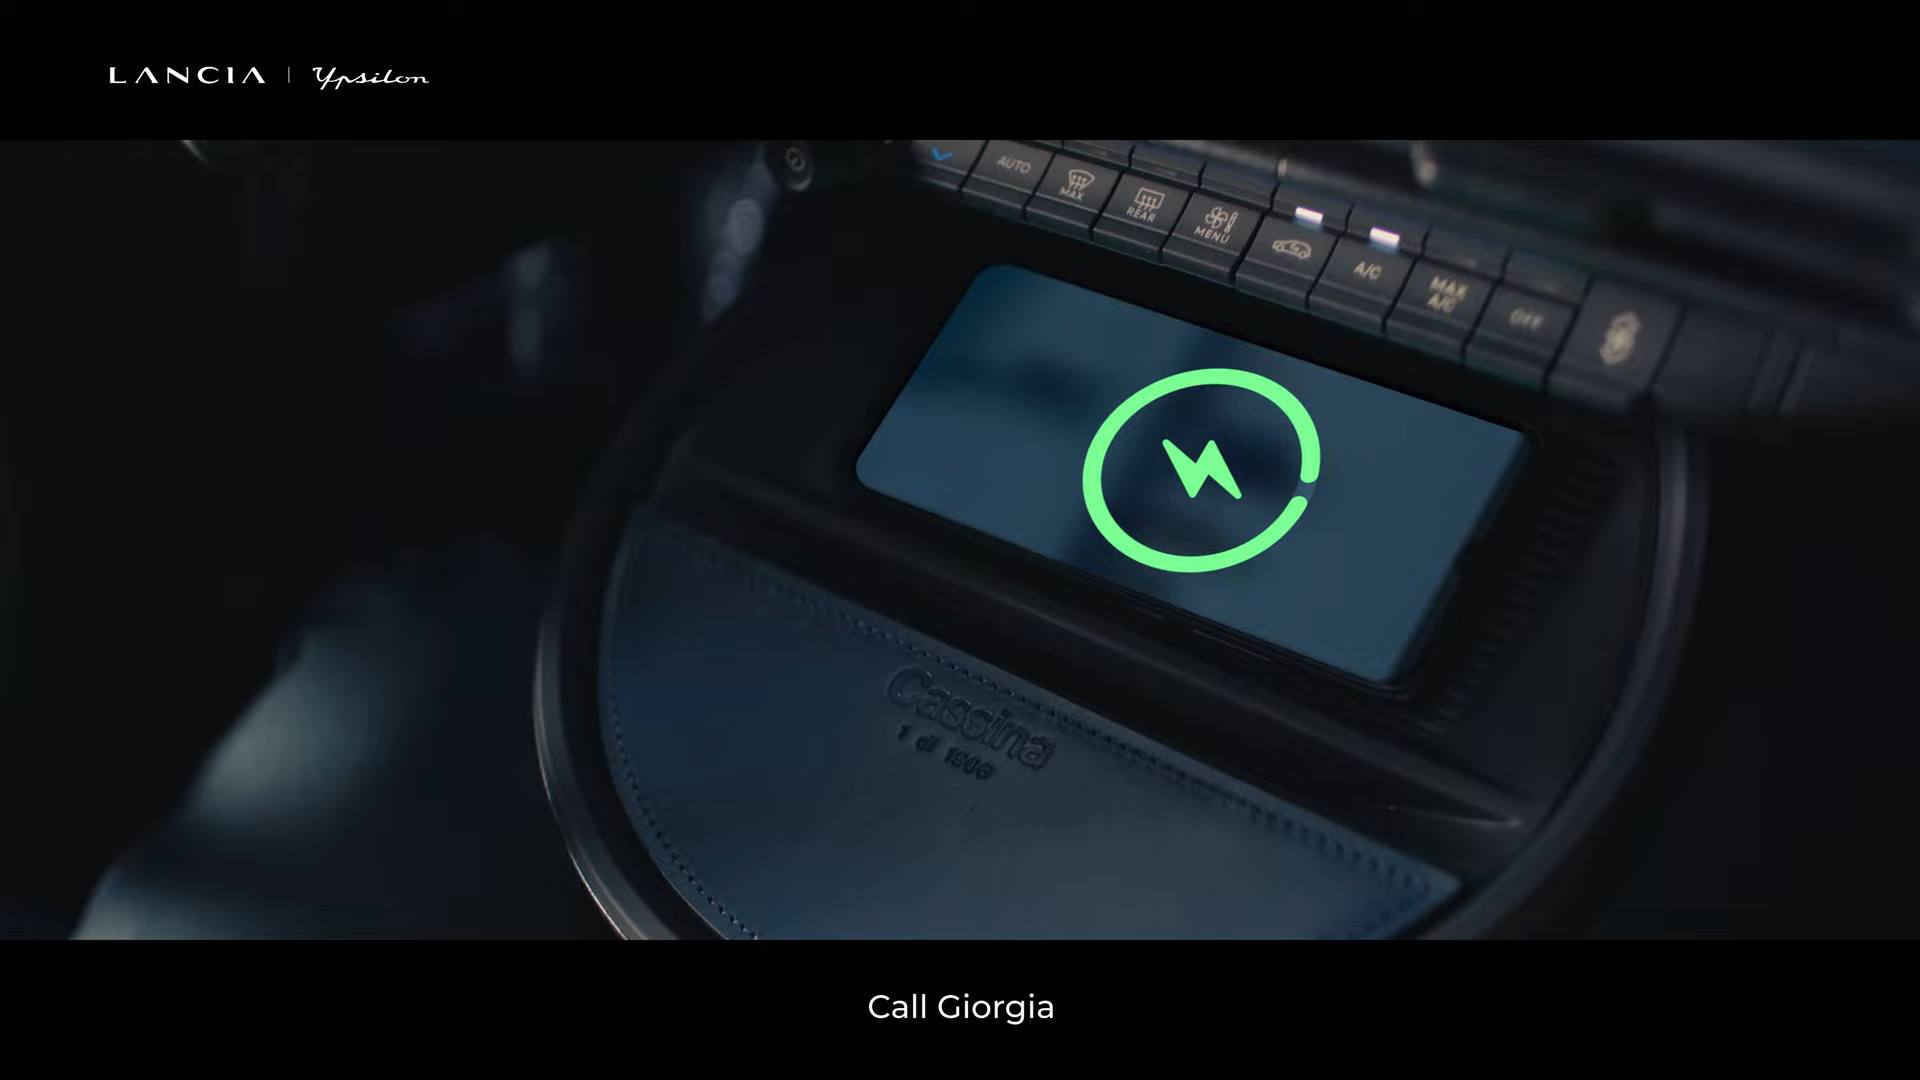 LANCIA | Ypsilon
AUTO
MAX
REAR
MENU
A/C
MAX
A/C
OFF
Cassina
1 di 1906
Call Giorgia